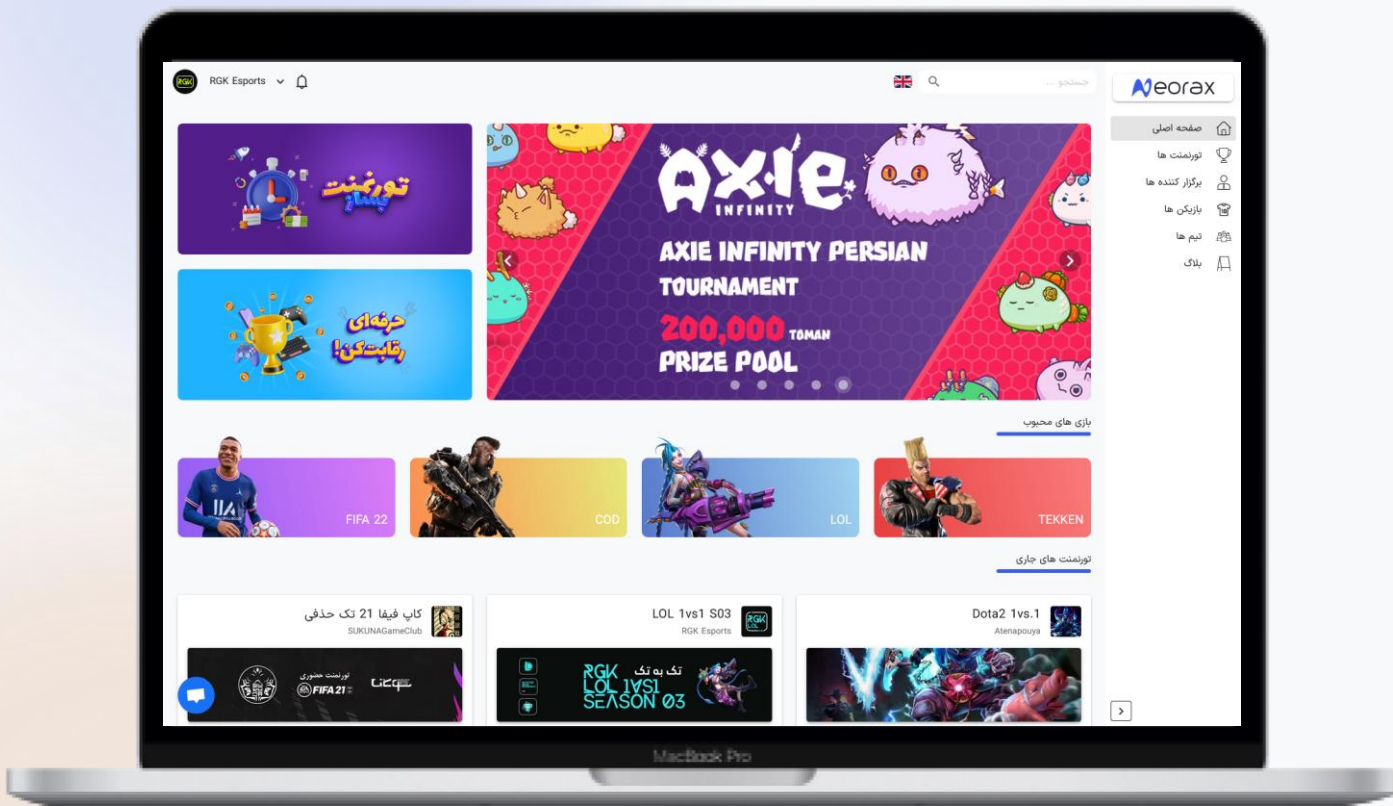 RGK
RGK Esports
جستجو ...
Neorax
صفحه اصلی
تورنمنت ها
برگزار کننده ها
بازیکن ها
تیم ها
بلاگ
تورنمنت
بساز
حرفه‌ای
رقابت‌کن!
AXIE
INFINITY
AXIE INFINITY PERSIAN
TOURNAMENT
200,000 TOMAN
PRIZE POOL
بازی های محبوب
TEKKEN
LOL
COD
FIFA 22
تورنمنت های جاری
Dota2 1vs.1
Atenapouya
LOL 1vs1 S03
RGK Esports
RGK
LOL
تک به تک
RGK
LOL 1VS1
SEASON 03
کاپ فیفا 21 تک حذفی
SUKUNAGameClub
تورنمنت حضوری
FIFA 21
MacBook Pro